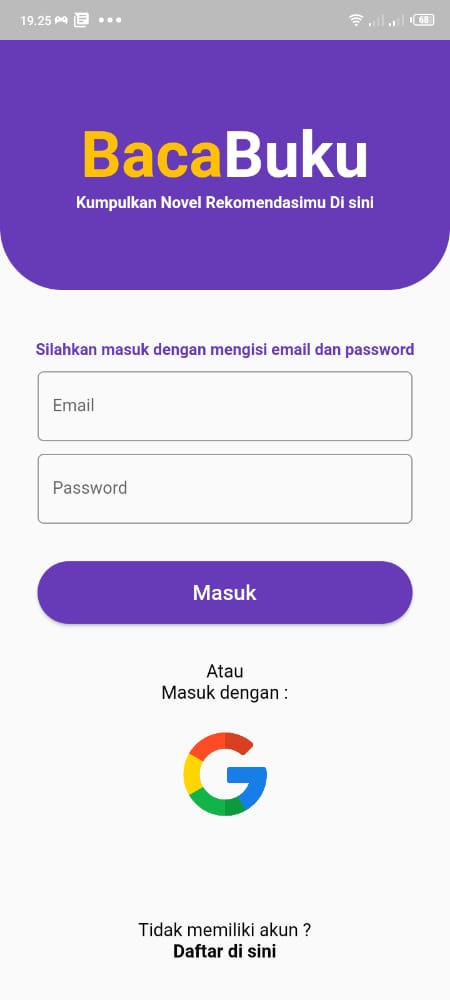 19.25
68
BacaBuku
Kumpulkan Novel Rekomendasimu Di sini
Silahkan masuk dengan mengisi email dan password
Email
Password
Masuk
Atau
Masuk dengan :
Tidak memiliki akun ?
Daftar di sini